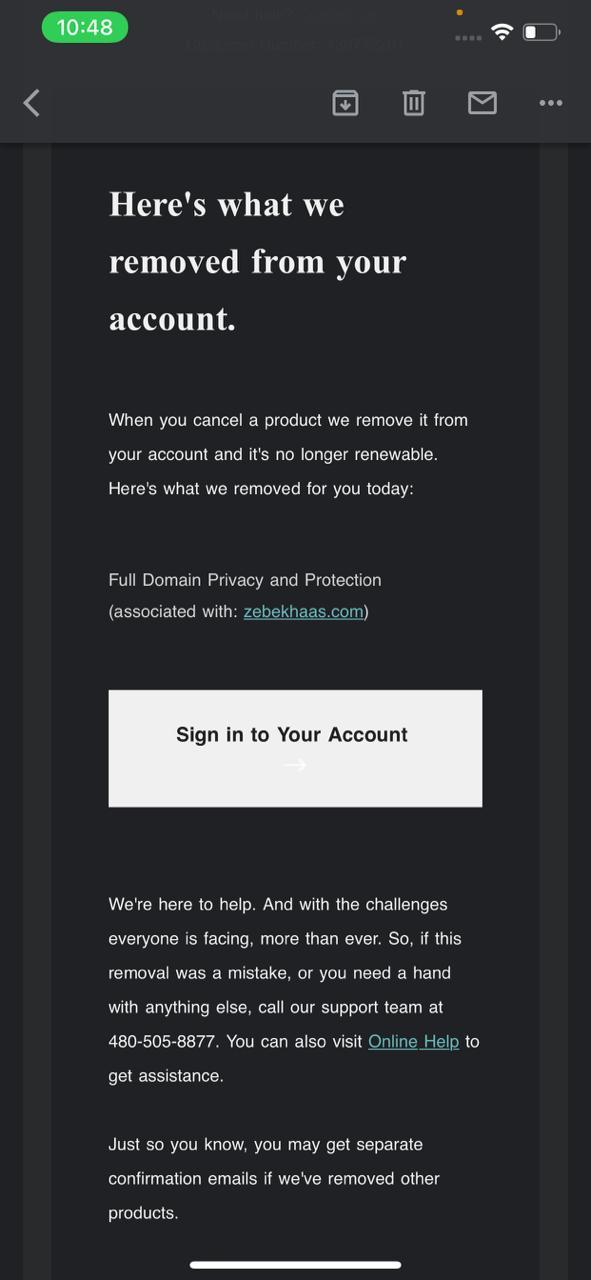 10:48
Here's what we
removed from your
account.
When you cancel a product we remove it from
your account and it's no longer renewable.
Here's what we removed for you today:
Full Domain Privacy and Protection
(associated with: zebekhaas.com)
Sign in to Your Account
→
We're here to help. And with the challenges
everyone is facing, more than ever. So, if this
removal was a mistake, or you need a hand
with anything else, call our support team at
480-505-8877. You can also visit Online Help to
get assistance.
Just so you know, you may get separate
confirmation emails if we've removed other
products.